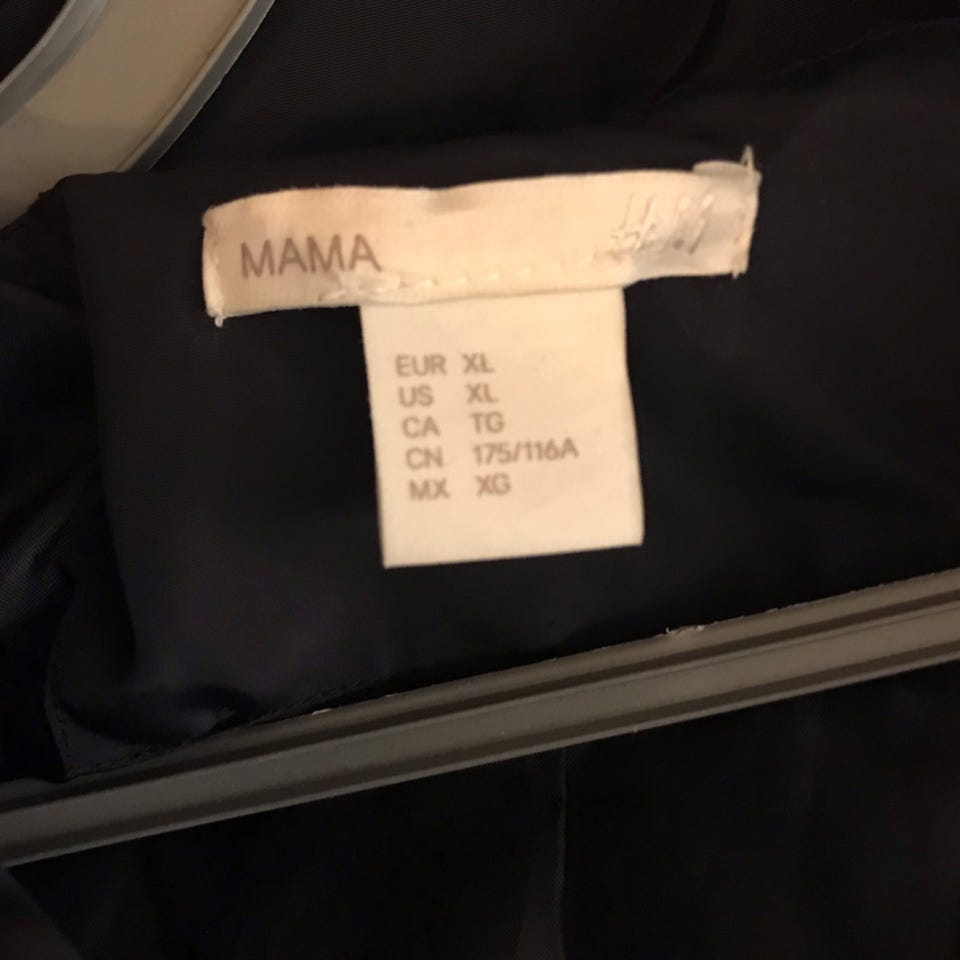 MAMA H&M
EUR XL
US XL
CA TG
CN 175/116A
MX XG